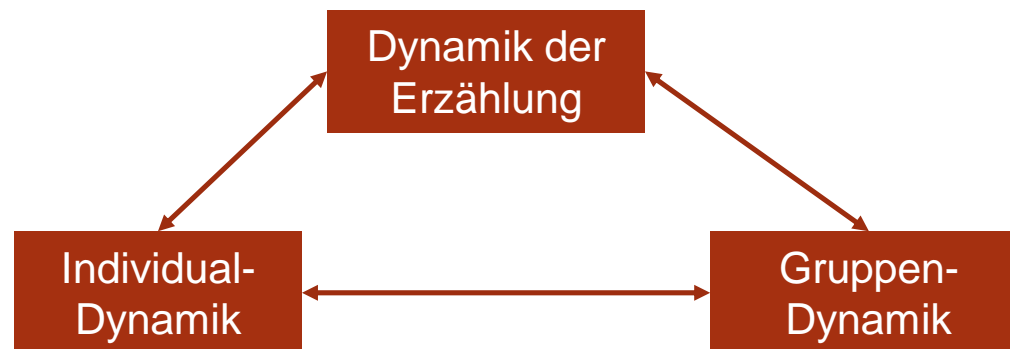 Dynamik der
Erzählung
Individual-
Dynamik
Gruppen-
Dynamik